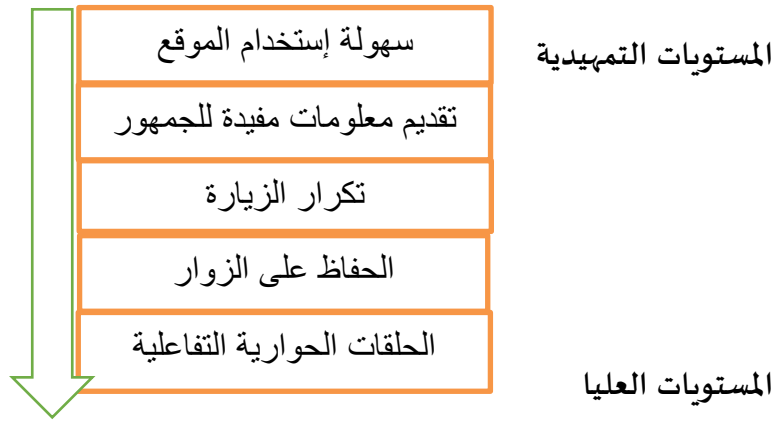 سهولة إستخدام الموقع
المستويات التمهيدية
تقديم معلومات مفيدة للجمهور
تكرار الزيارة
الحفاظ على الزوار
الحلقات الحوارية التفاعلية
المستويات العليا